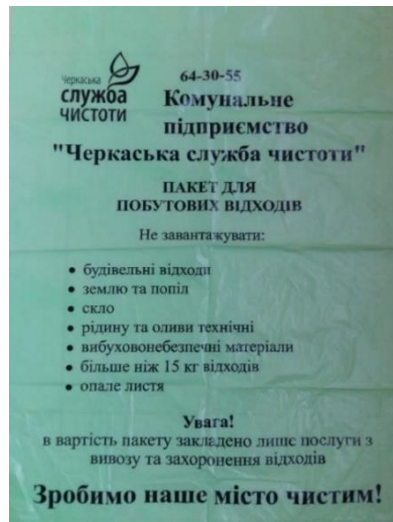 Черкаська
служба
чистоти
64-30-55
Комунальне
підприємство
"Черкаська служба чистоти"
ПАКЕТ ДЛЯ
ПОБУТОВИХ ВІДХОДІВ
Не завантажувати:
• будівельні відходи
• землю та попіл
• скло
• рідину та оливи технічні
• вибухонебезпечні матеріали
• більше ніж 15 кг відходів
• опале листя
Увага!
в вартість пакету закладено лише послуги з
вивозу та захоронення відходів
Зробимо наше місто чистим!